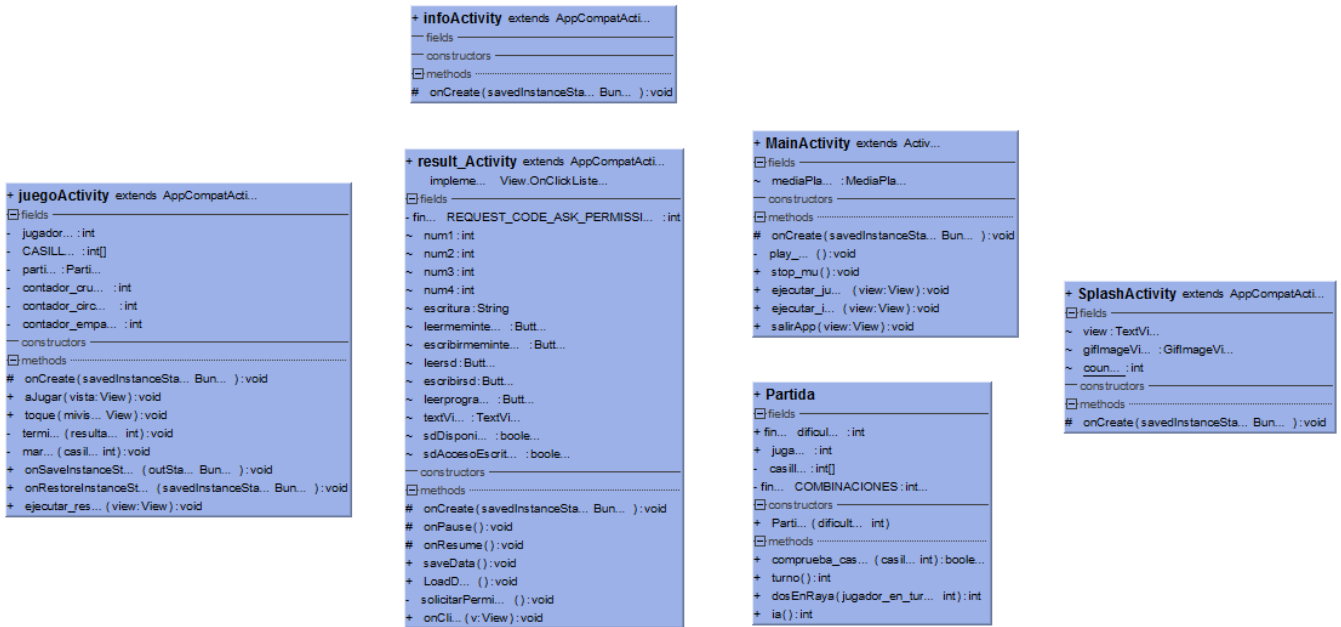 + infoActivity extends AppCompatActi...
fields
constructors
methods
# onCreate(savedInstanceSta... Bun... ):void
+ juegoActivity extends AppCompatActi...
fields
- jugador... :int
- CASILL... :int[]
- parti... :Parti...
- contador_cru... :int
- contador_circ... :int
- contador_empa... :int
constructors
methods
# onCreate(savedInstanceSta... Bun... ):void
+ aJugar(vista:View):void
+ toque(mivis... View):void
- termi... (resulta... int):void
- mar... (casil... int):void
+ onSaveInstanceSt... (outSta... Bun... ):void
+ onRestoreInstanceSt... (savedInstanceSta... Bun... ):void
+ ejecutar_res... (view:View):void
+ result_Activity extends AppCompatActi...
impleme... View.OnClickListe...
fields
- fin... REQUEST_CODE_ASK_PERMISSI... :int
~ num1:int
~ num2:int
~ num3:int
~ num4:int
~ escritura:String
~ leermeminte... :Butt...
~ escribirmeminte... :Butt...
~ leersd:Butt...
~ escribirsd:Butt...
~ leerprogra... :Butt...
~ textVi... :TextVi...
~ sdDisponi... :boole...
~ sdAccesoEscrit... :boole...
constructors
methods
# onCreate(savedInstanceSta... Bun... ):void
# onPause():void
# onResume():void
+ saveData():void
+ LoadD... ():void
- solicitarPermi... ():void
+ onCli... (v:View):void
+ MainActivity extends Activ...
fields
~ mediaPla... :MediaPla...
constructors
methods
# onCreate(savedInstanceSta... Bun... ):void
- play_... ():void
+ stop_mu():void
+ ejecutar_ju... (view:View):void
+ ejecutar_i... (view:View):void
+ salirApp(view:View):void
+ Partida
fields
+ fin... dificul... :int
+ juga... :int
- casill... :int[]
- fin... COMBINACIONES:int...
constructors
+ Parti... (dificult... int)
methods
+ comprueba_cas... (casil... int):boole...
+ turno():int
+ dosEnRaya(jugador_en_tur... int):int
+ ia():int
+ SplashActivity extends AppCompatActi...
fields
~ view:TextVi...
~ gifImageVi... :GifImageVi...
~ coun... :int
constructors
methods
# onCreate(savedInstanceSta... Bun... ):void